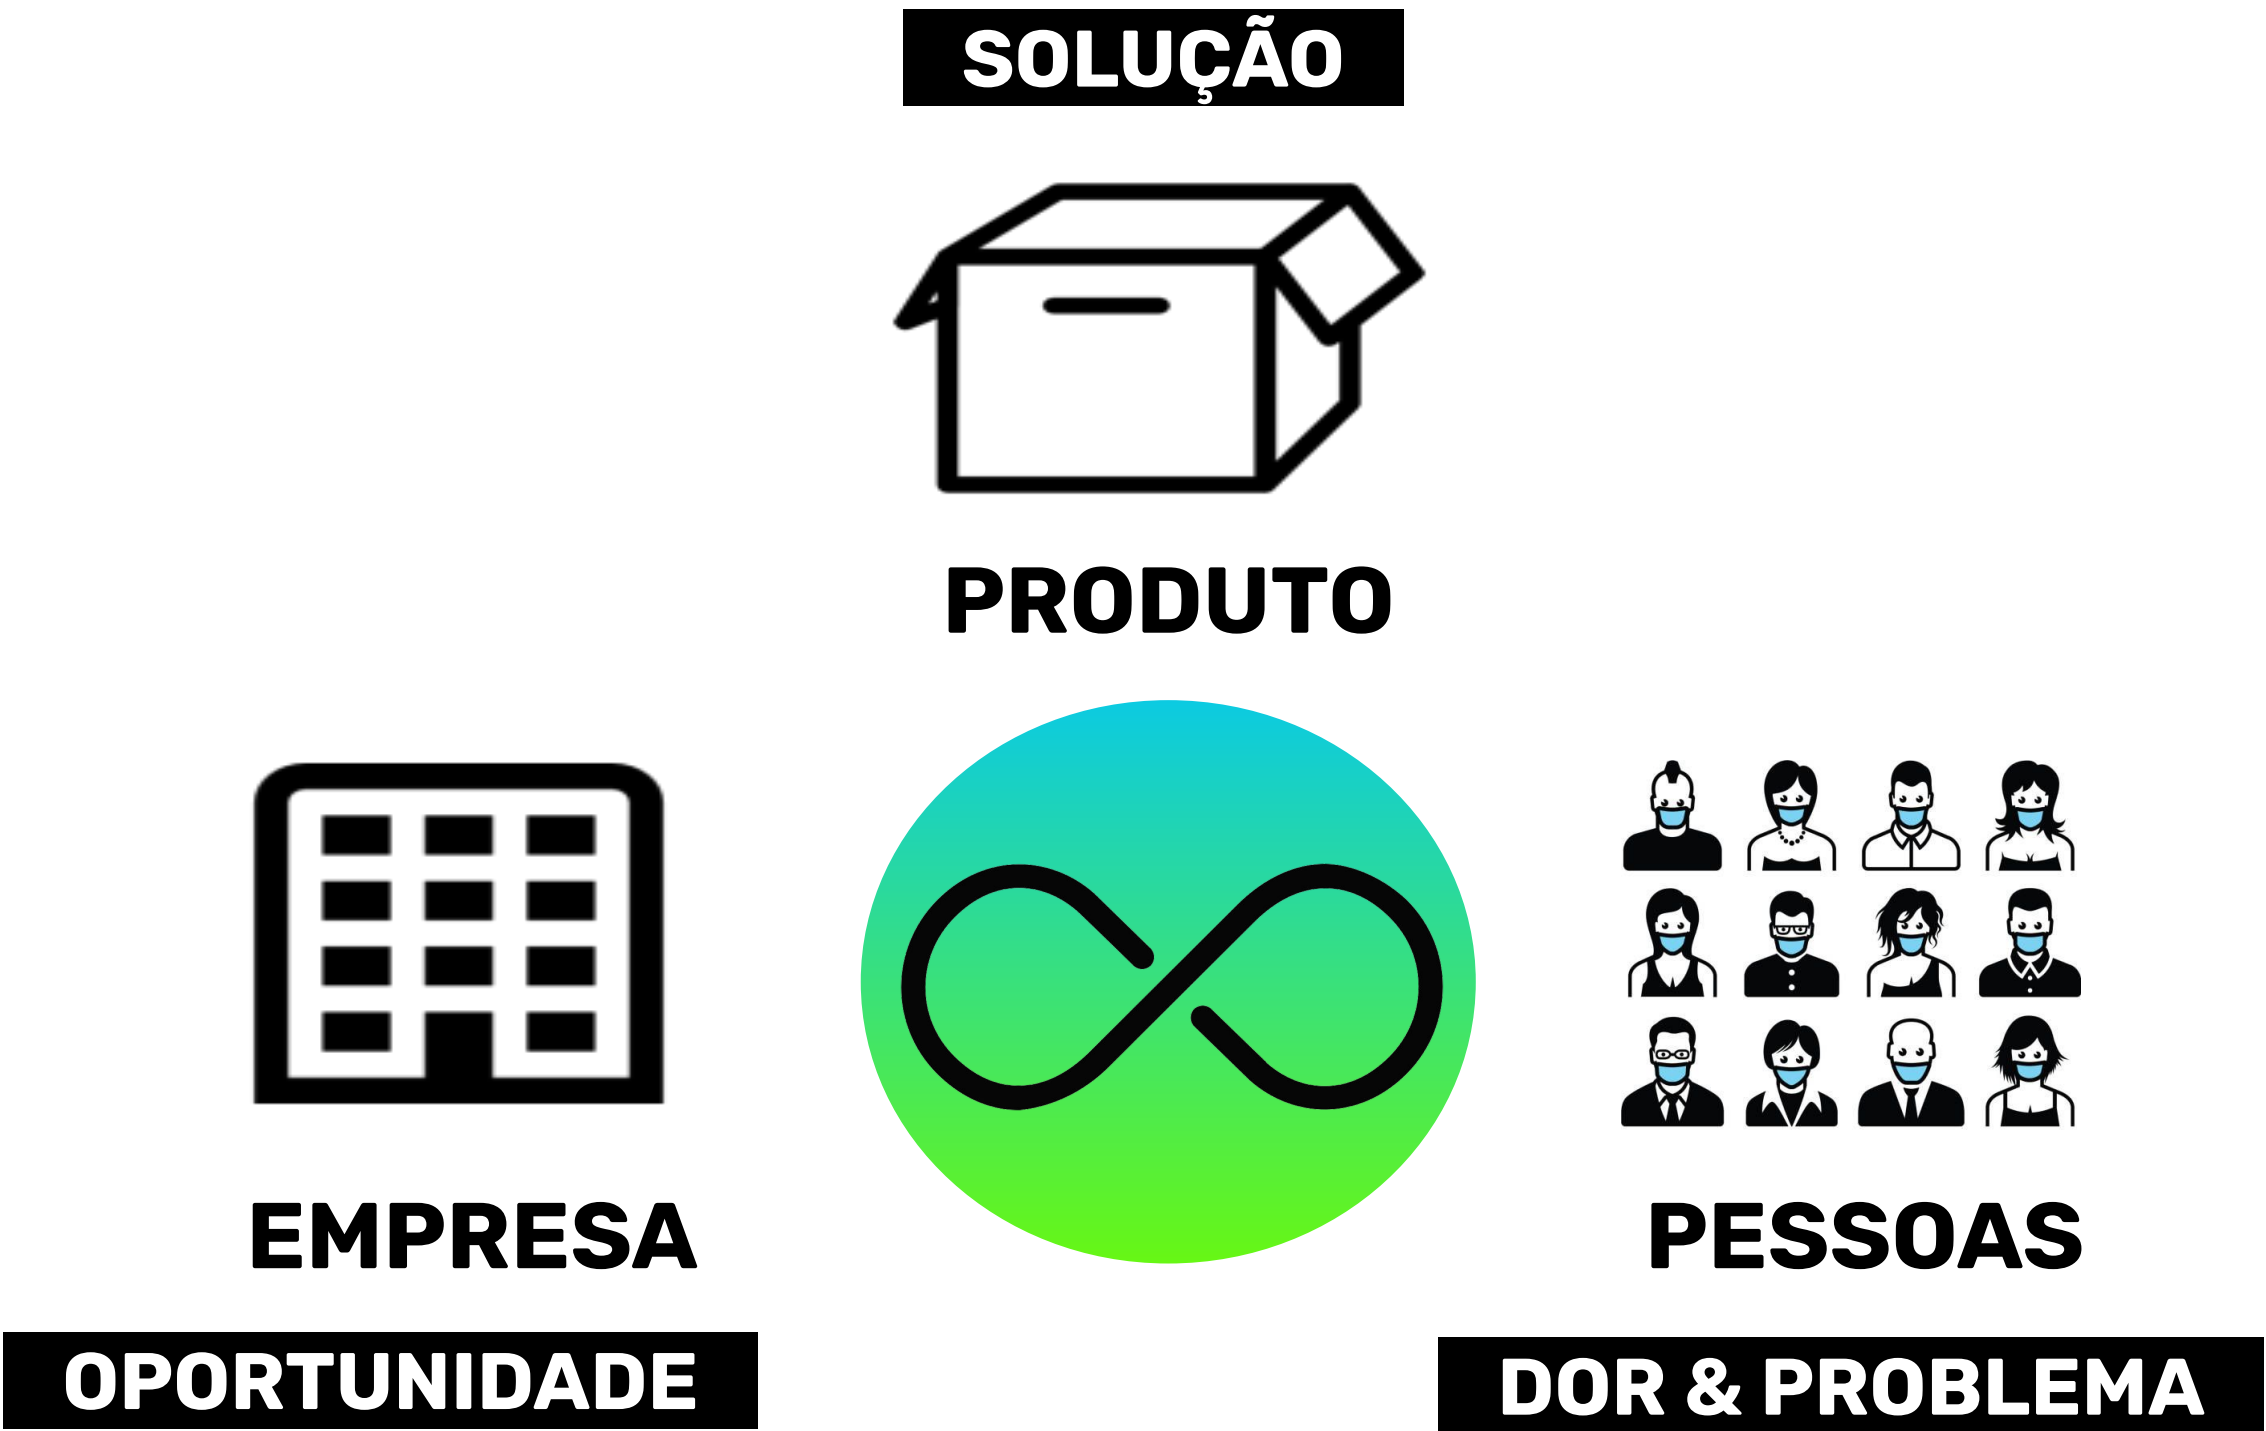 SOLUÇÃO
PRODUTO
EMPRESA
PESSOAS
OPORTUNIDADE
DOR & PROBLEMA